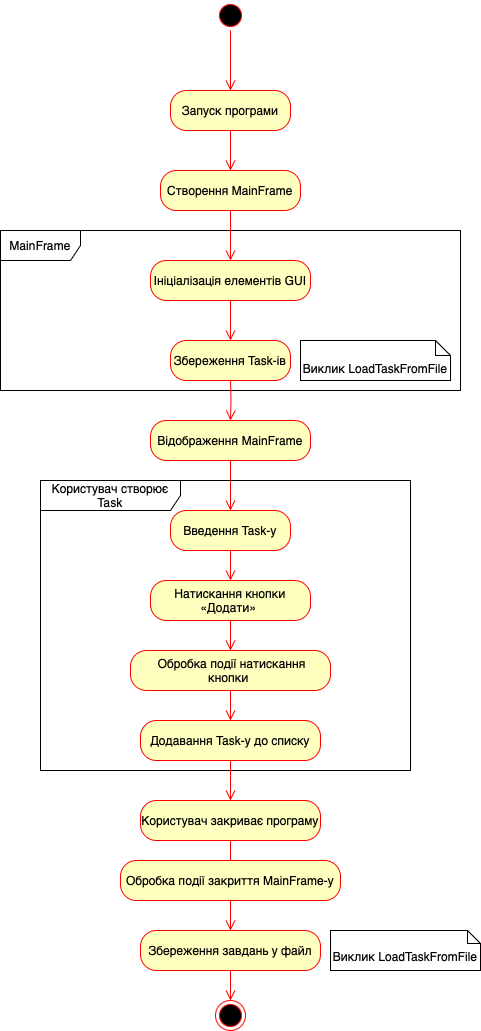 Запуск програми
Створення MainFrame
MainFrame
Ініціалізація елементів GUI
Збереження Task-ів
Виклик LoadTaskFromFile
Відображення MainFrame
Користувач створює
Task
Введення Task-у
Натискання кнопки
«Додати»
Обробка події натискання
кнопки
Додавання Task-у до списку
Користувач закриває програму
Обробка події закриття MainFrame-у
Збереження завдань у файл
Виклик LoadTaskFromFile